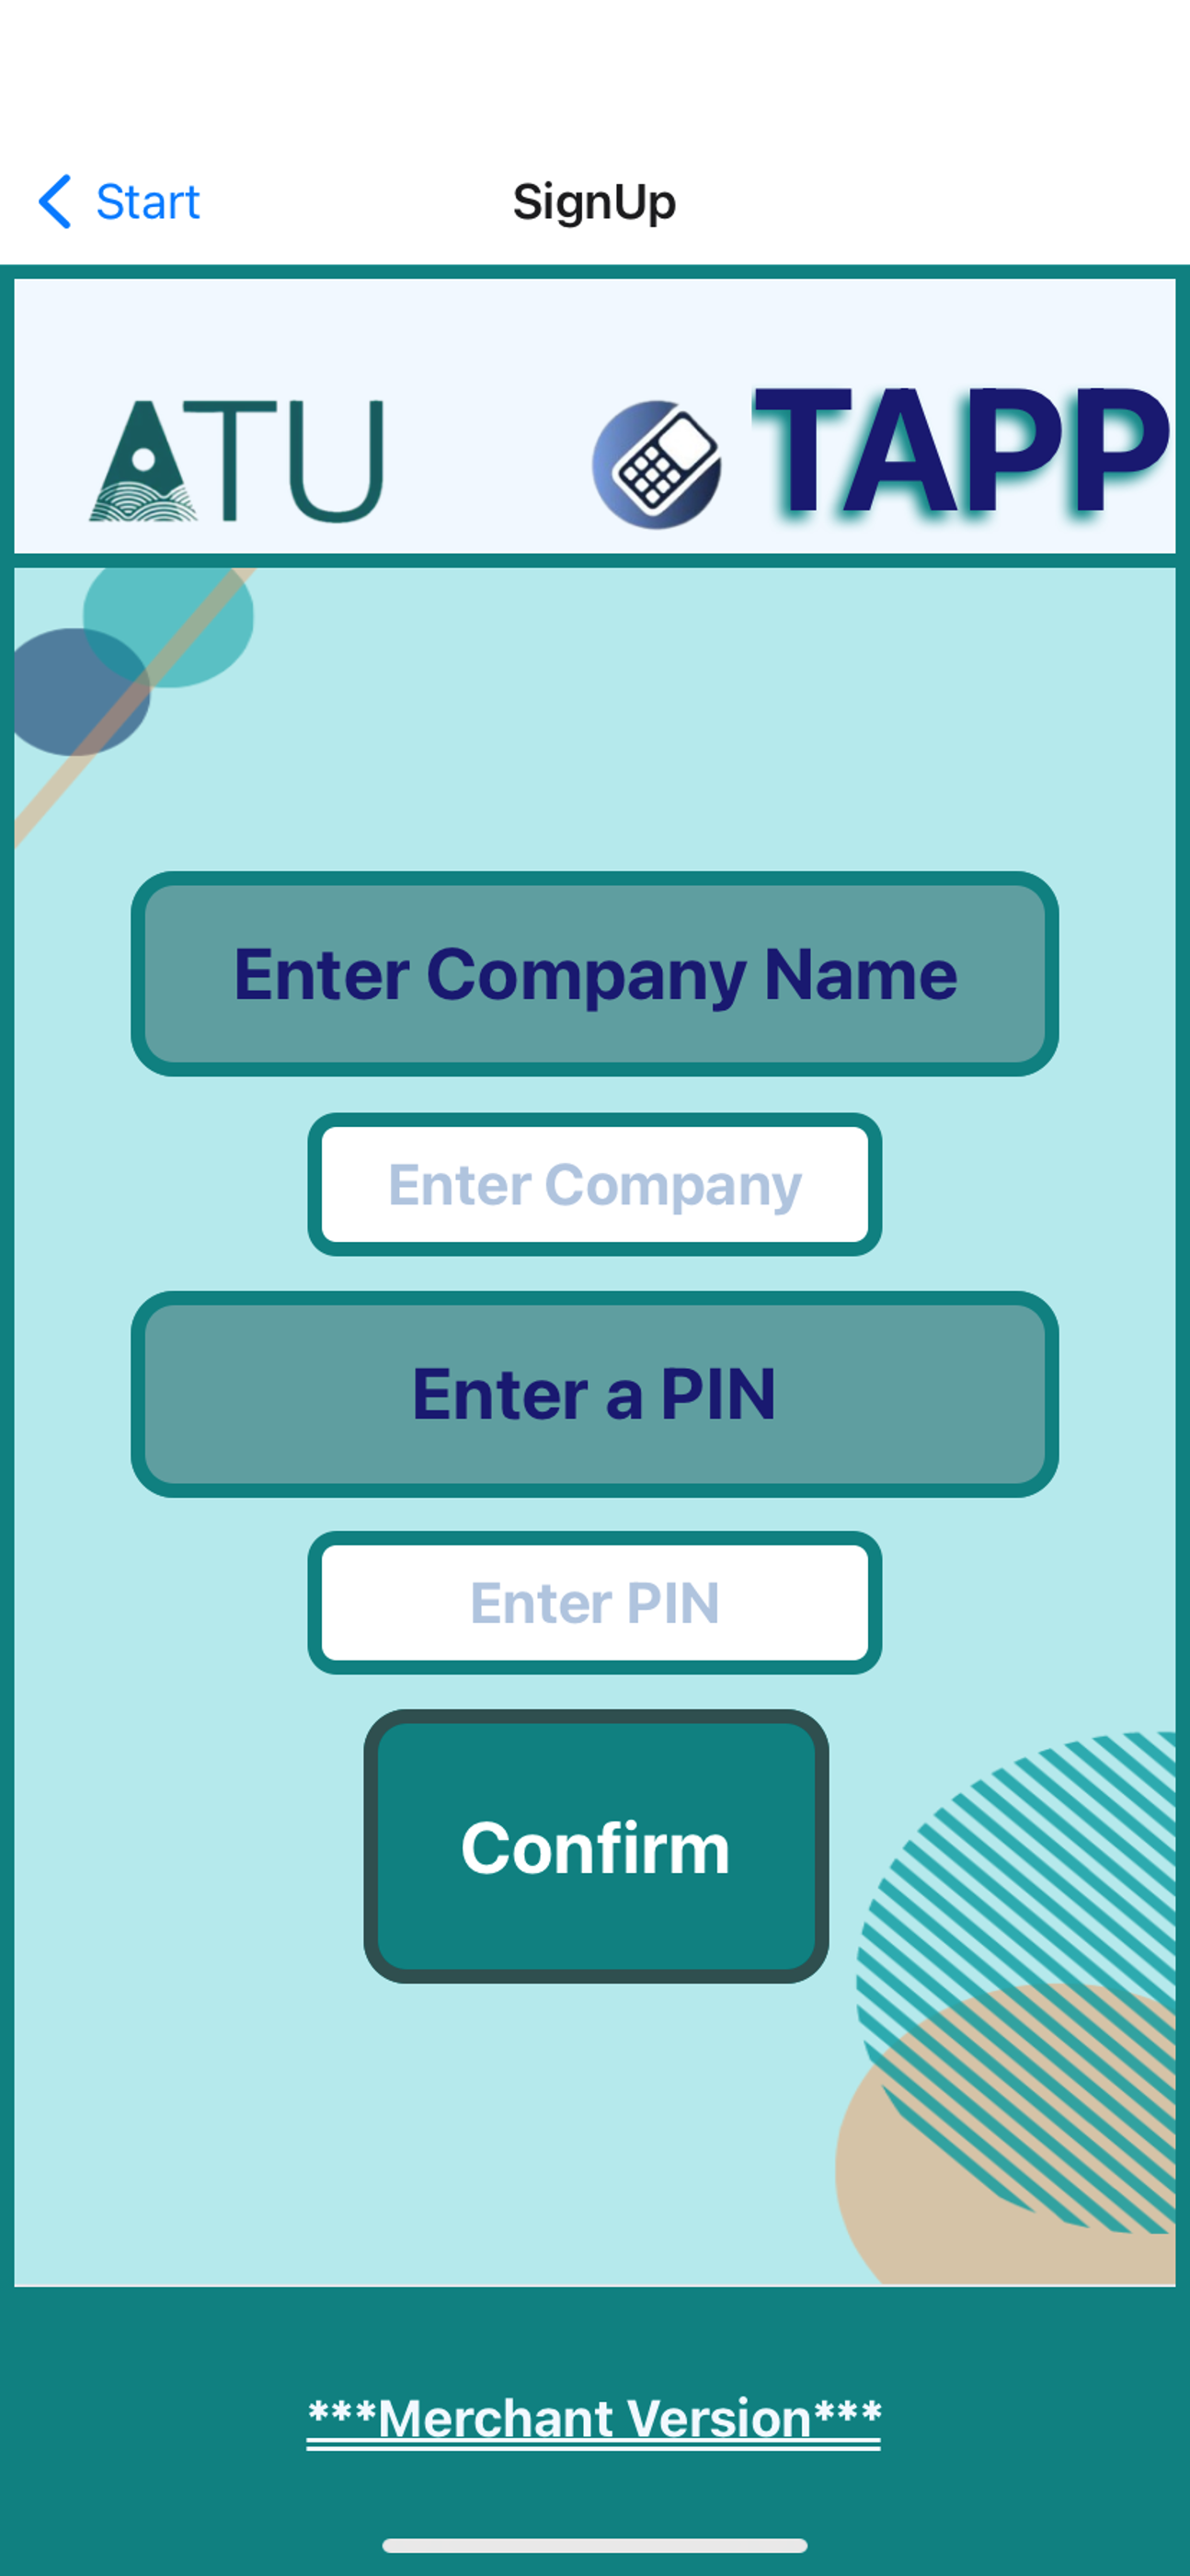 Start
SignUp
ATU
TAPP
Enter Company Name
Enter Company
Enter a PIN
Enter PIN
Confirm
***Merchant Version***